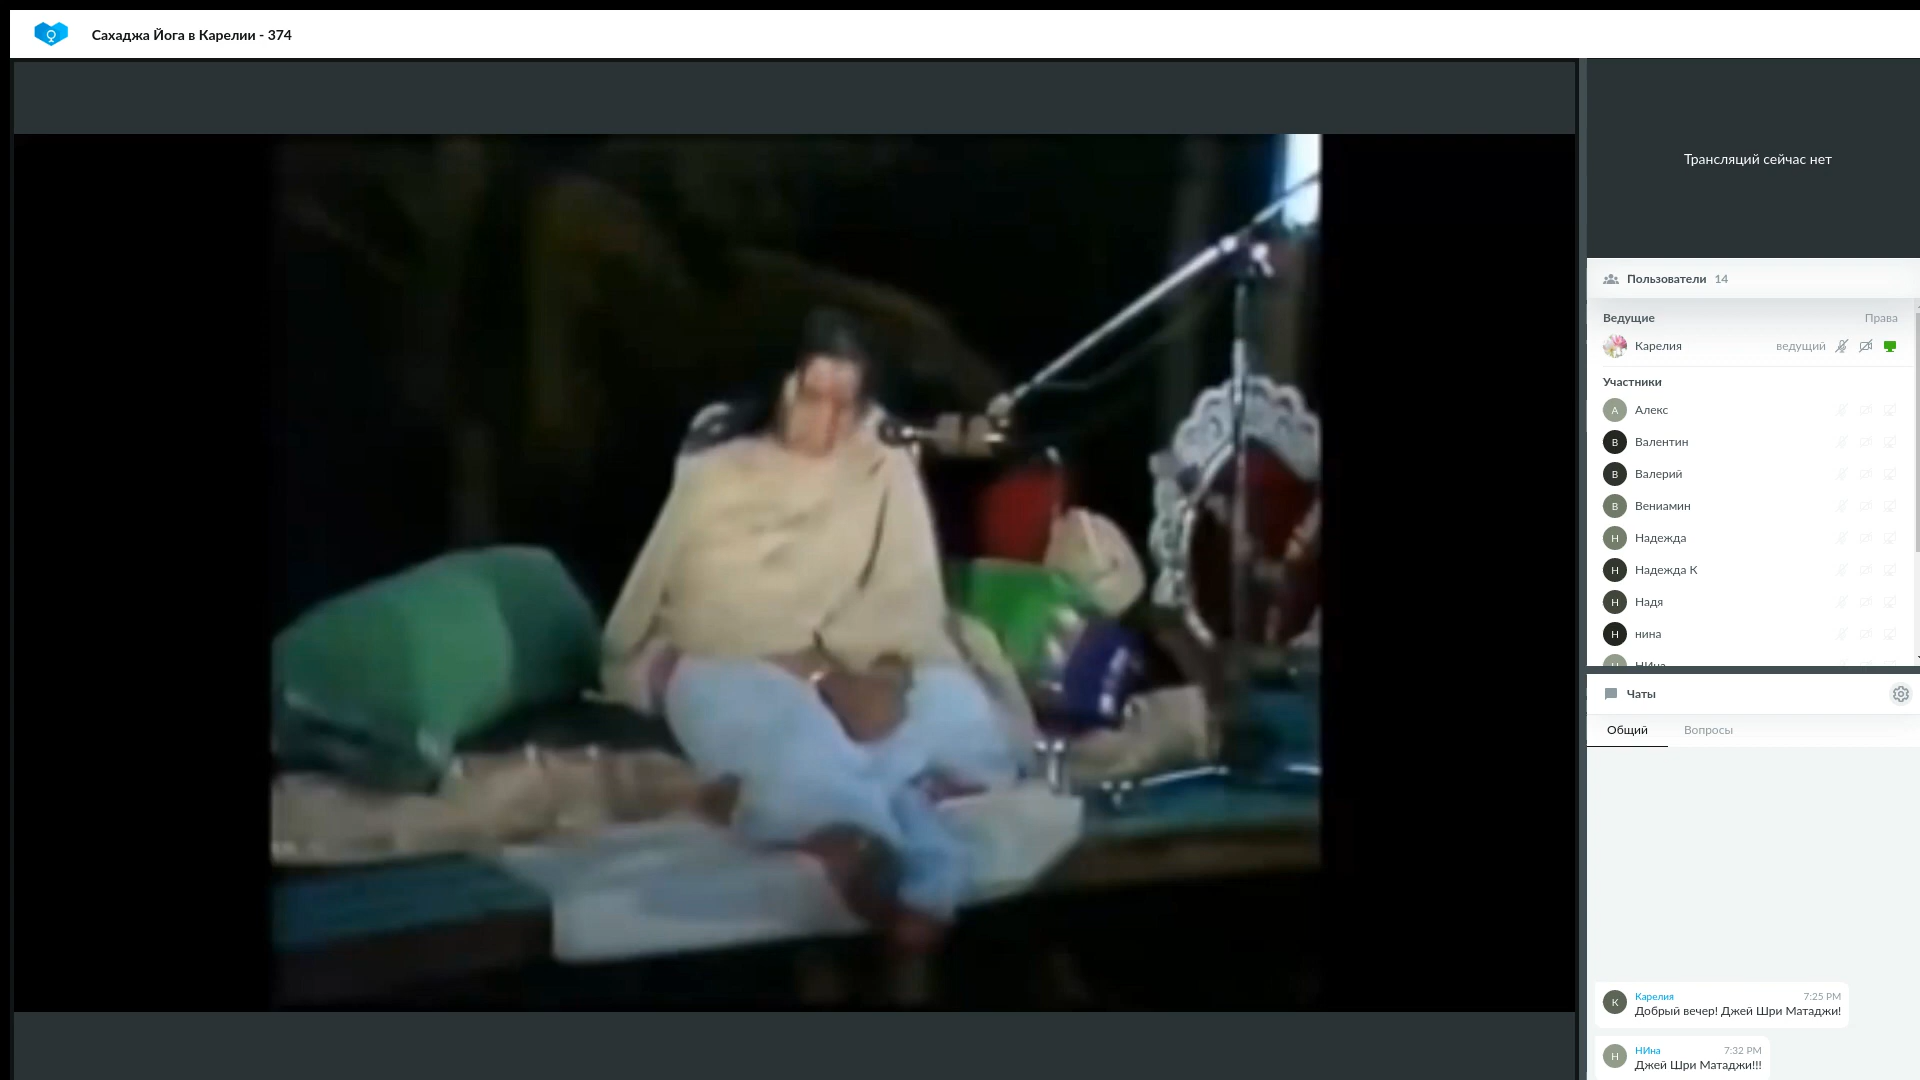 Сахаджа Йога в Карелии - 374
Трансляций сейчас нет
Пользователи 14
Ведущие Права
Карелия ведущий
Участники
А Алекс
В Валентин
В Валерий
В Вениамин
Н Надежда
Н Надежда К
Н Надя
Н нина
НИна
Чаты
Общий Вопросы
К Карелия 7:25 PM
Добрый вечер! Джей Шри Матаджи!
Н НИна 7:32 PM
Джей Шри Матаджи!!!